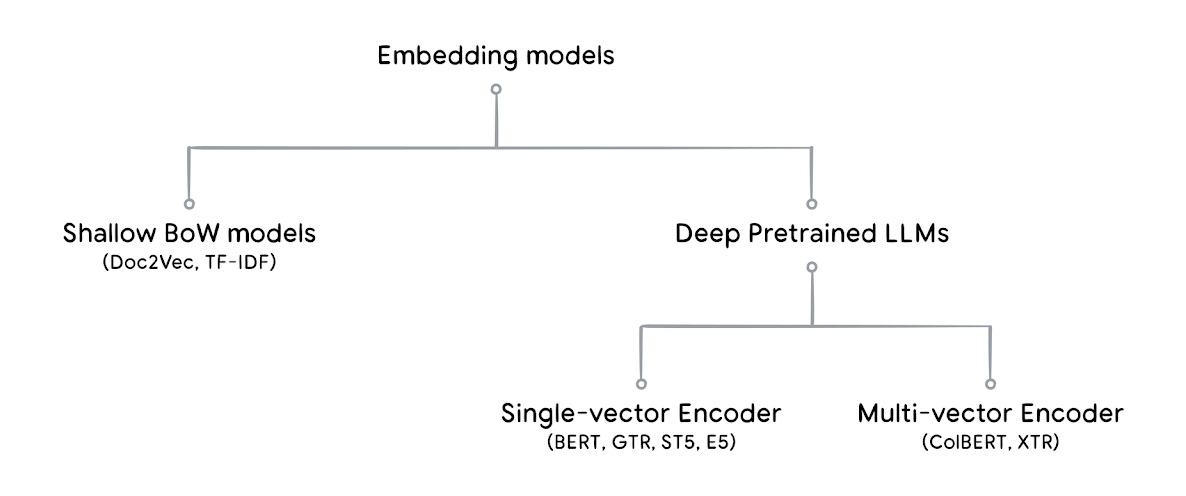 Embedding models
Shallow BoW models
(Doc2Vec, TF-IDF)
Deep Pretrained LLMs
Single-vector Encoder
(BERT, GTR, ST5, E5)
Multi-vector Encoder
(ColBERT, XTR)